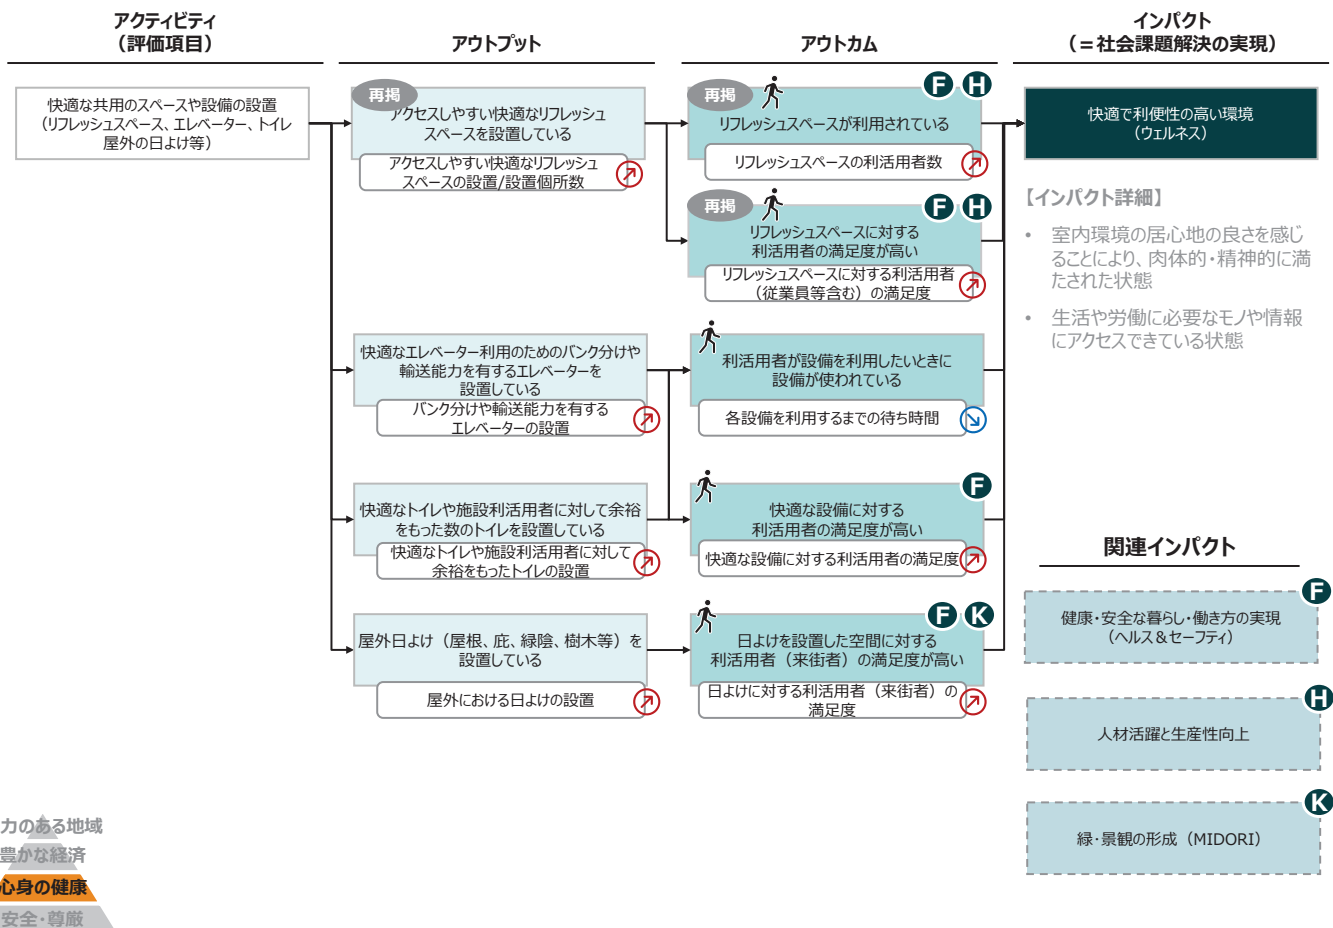 アクティビティ
（評価項目）
アウトプット
アウトカム
インパクト
（＝社会課題解決の実現）
快適な共用のスペースや設備の設置
（リフレッシュスペース、エレベーター、トイレ
屋外の日よけ等）
再掲
アクセスしやすい快適なリフレッシュ
スペースを設置している
アクセスしやすい快適なリフレッシュ
スペースの設置/設置個所数
再掲
F H
リフレッシュスペースが利用されている
リフレッシュスペースの利活用者数
再掲
F H
リフレッシュスペースに対する
利活用者の満足度が高い
リフレッシュスペースに対する利活用者
（従業員等含む）の満足度
快適で利便性の高い環境
（ウェルネス）
【インパクト詳細】
• 室内環境の居心地の良さを感じ
ることにより、肉体的・精神的に満
たされた状態
• 生活や労働に必要なモノや情報
にアクセスできている状態
快適なエレベーター利用のためのバンク分けや
輸送能力を有するエレベーターを
設置している
バンク分けや輸送能力を有する
エレベーターの設置
利活用者が設備を利用したいときに
設備が使われている
各設備を利用するまでの待ち時間
快適なトイレや施設利活用者に対して余裕
をもった数のトイレを設置している
快適なトイレや施設利活用者に対して
余裕をもったトイレの設置
F
快適な設備に対する
利活用者の満足度が高い
快適な設備に対する利活用者の満足度
屋外日よけ（屋根、庇、緑陰、樹木等）を
設置している
屋外における日よけの設置
F K
日よけを設置した空間に対する
利活用者（来街者）の満足度が高い
日よけに対する利活用者（来街者）の
満足度
関連インパクト
F
健康・安全な暮らし・働き方の実現
（ヘルス＆セーフティ）
H
人材活躍と生産性向上
K
緑・景観の形成（MIDORI）
力のある地域
豊かな経済
心身の健康
安全・尊厳